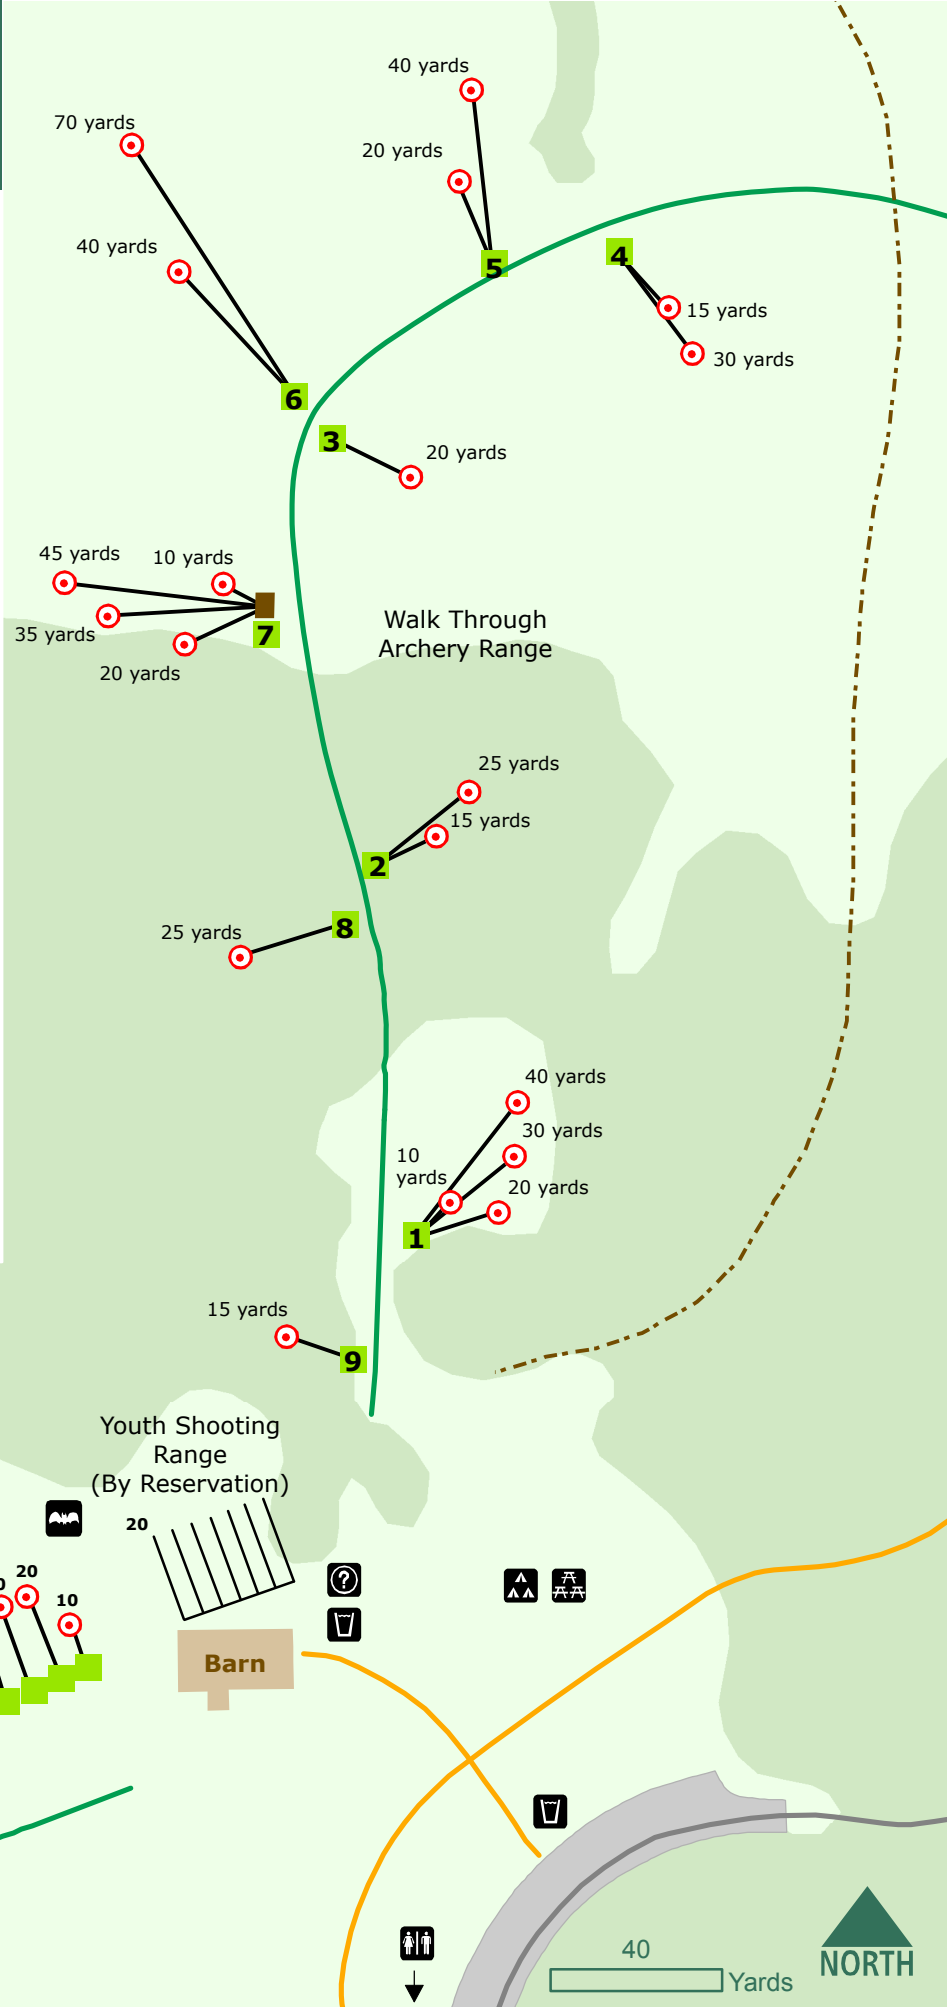 40 yards
70 yards
20 yards
40 yards
5
4
15 yards
30 yards
6
3
20 yards
45 yards
10 yards
35 yards
7
20 yards
Walk Through
Archery Range
25 yards
15 yards
2
8
25 yards
40 yards
30 yards
10
yards
20 yards
1
15 yards
9
Youth Shooting
Range
(By Reservation)
20
20
10
?
Barn
40
Yards
NORTH